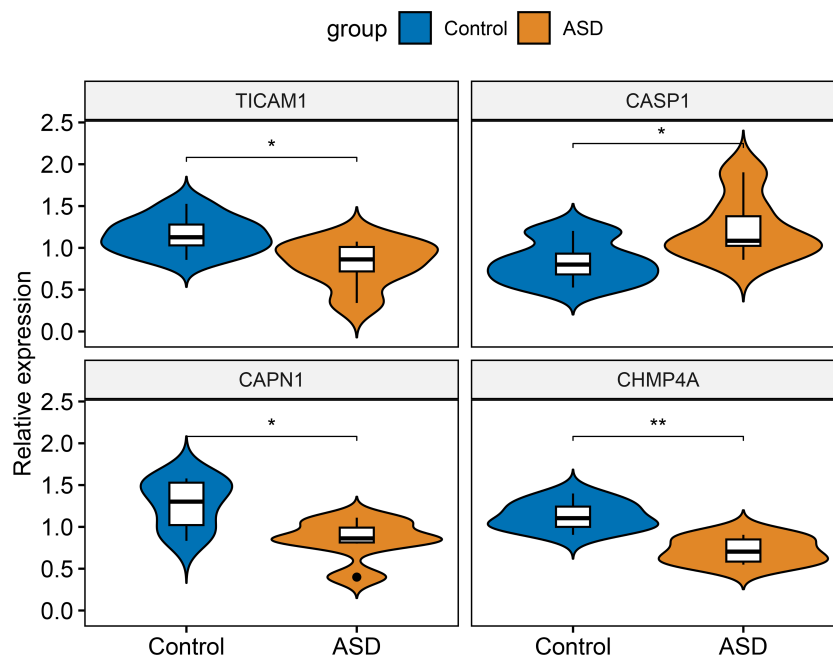 group Control ASD
TICAM1 CASP1
Relative expression
2.5
2.0
1.5
1.0
0.5
0.0
* *
CAPN1 CHMP4A
2.5
2.0
1.5
1.0
0.5
0.0
* **
Control ASD Control ASD